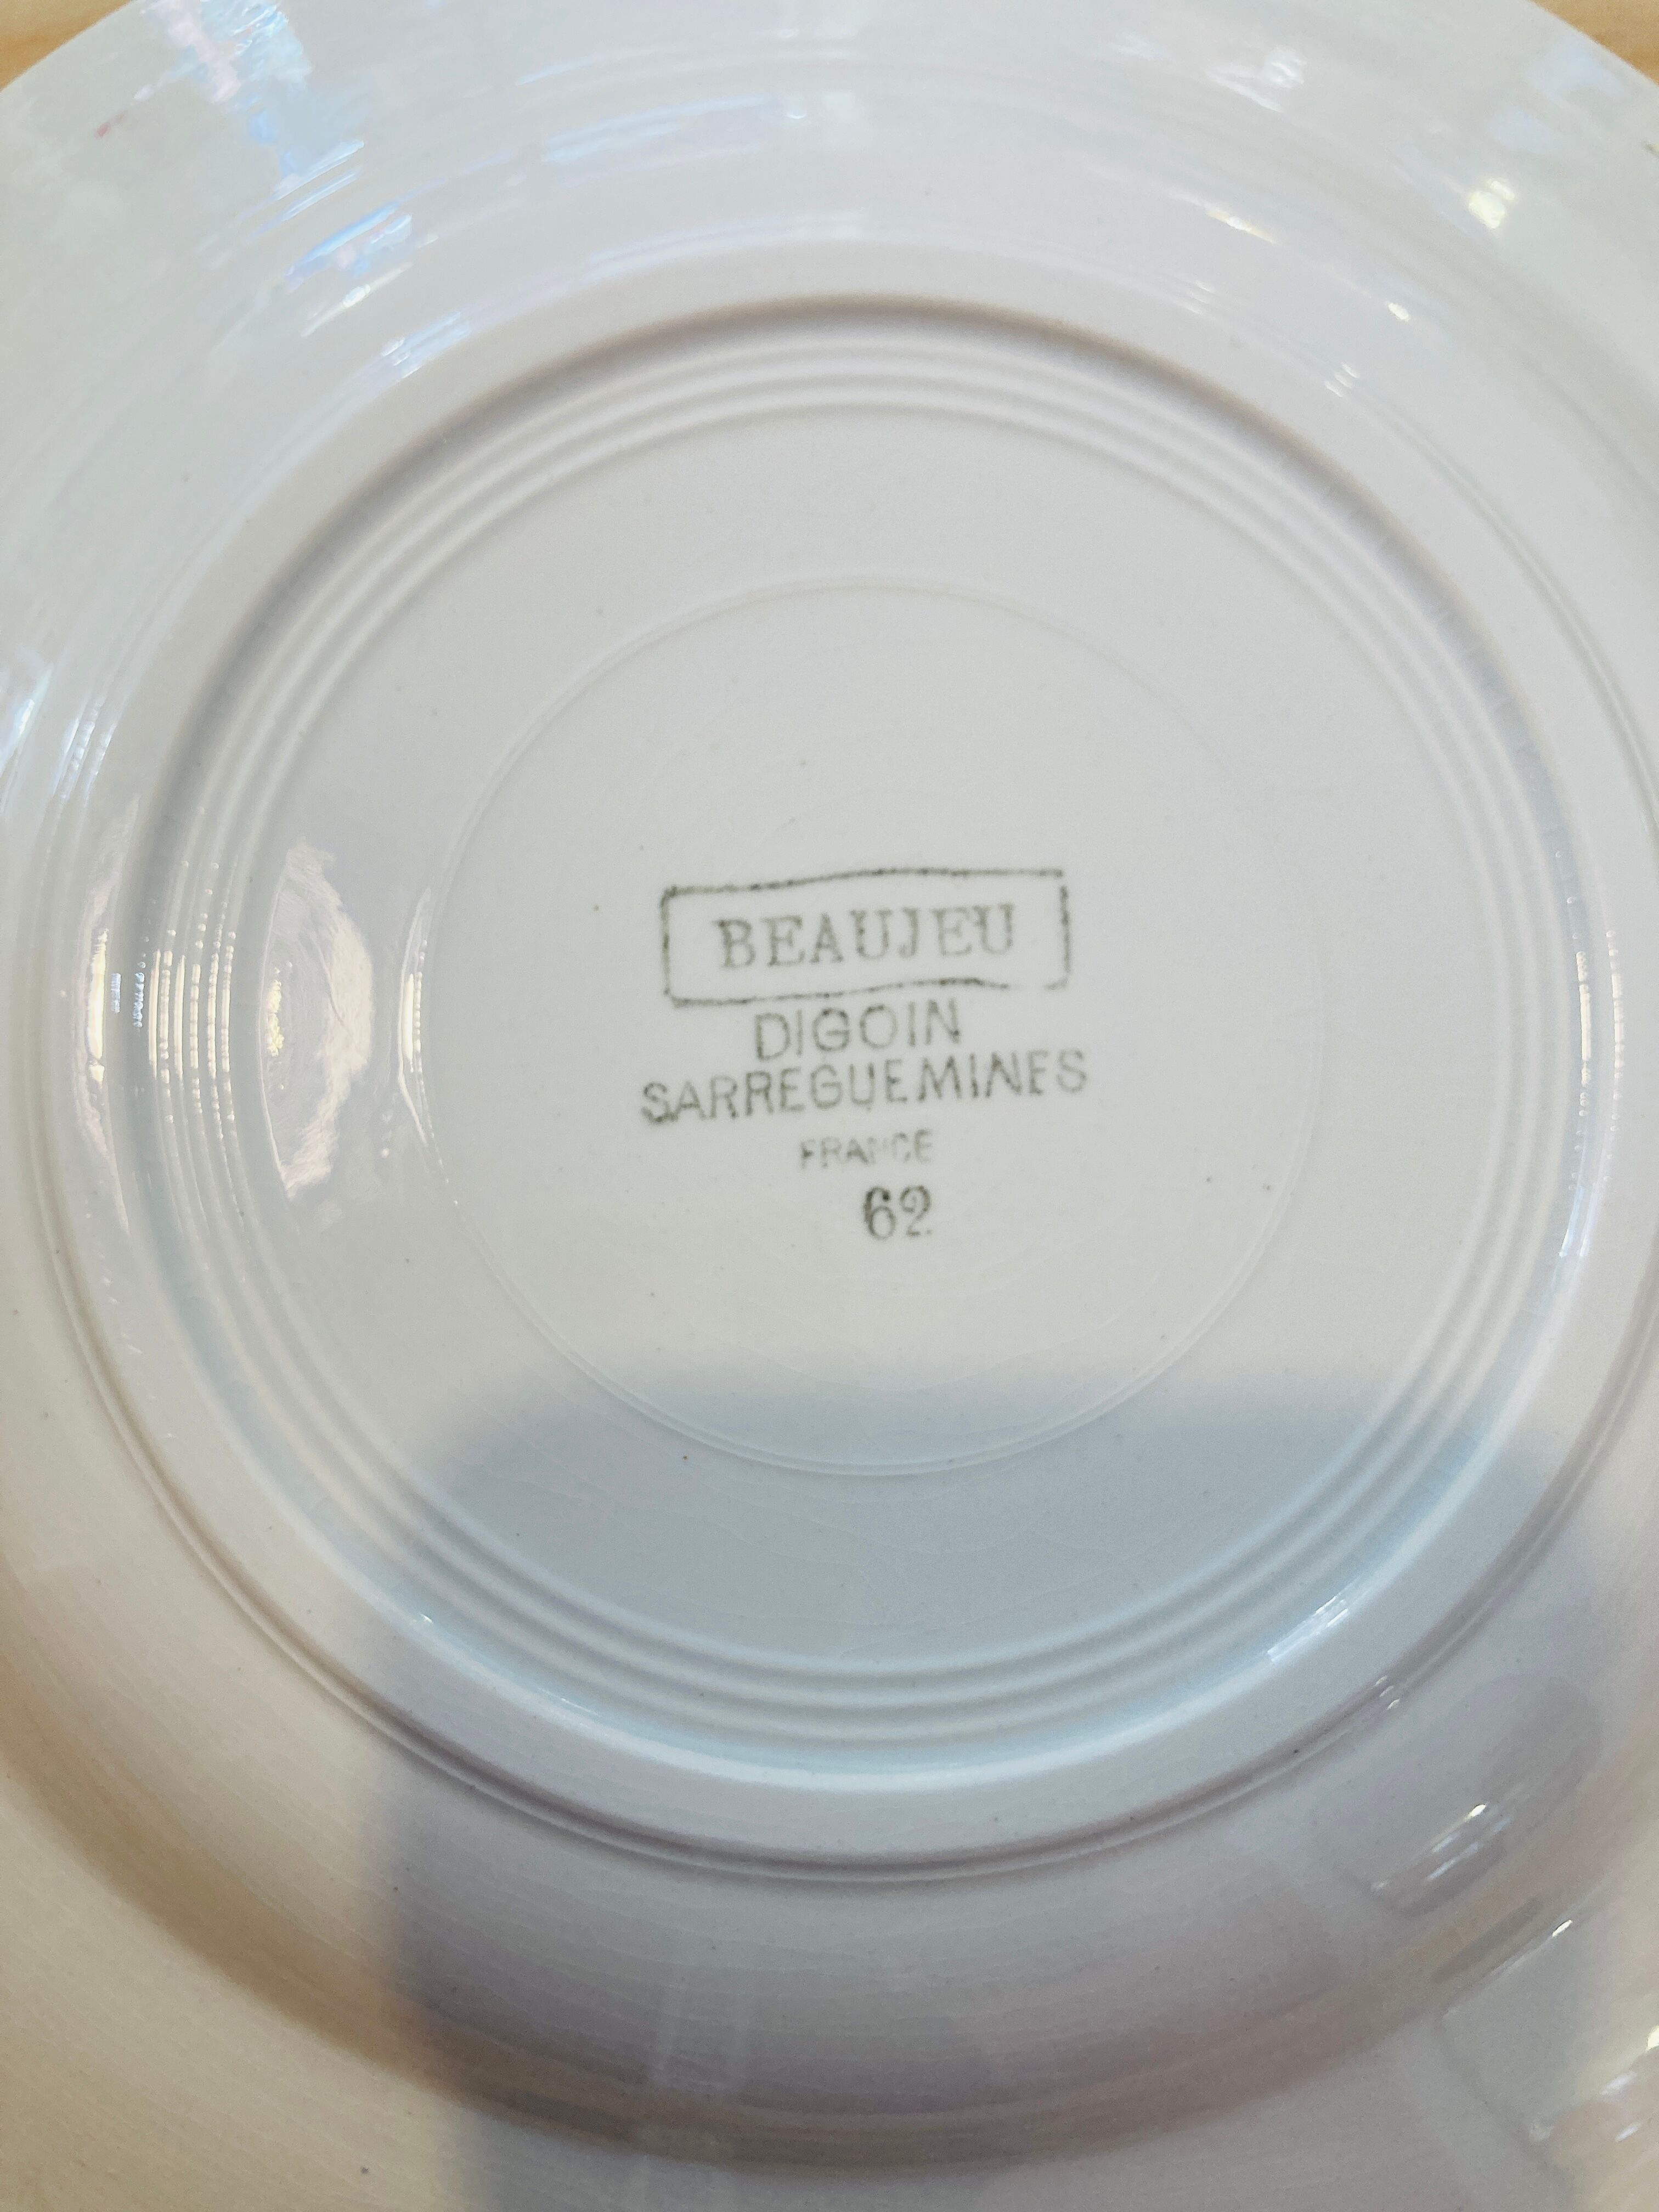 BEAUJEU
DIGOIN
SARREGUEMINES
FRANCE
62